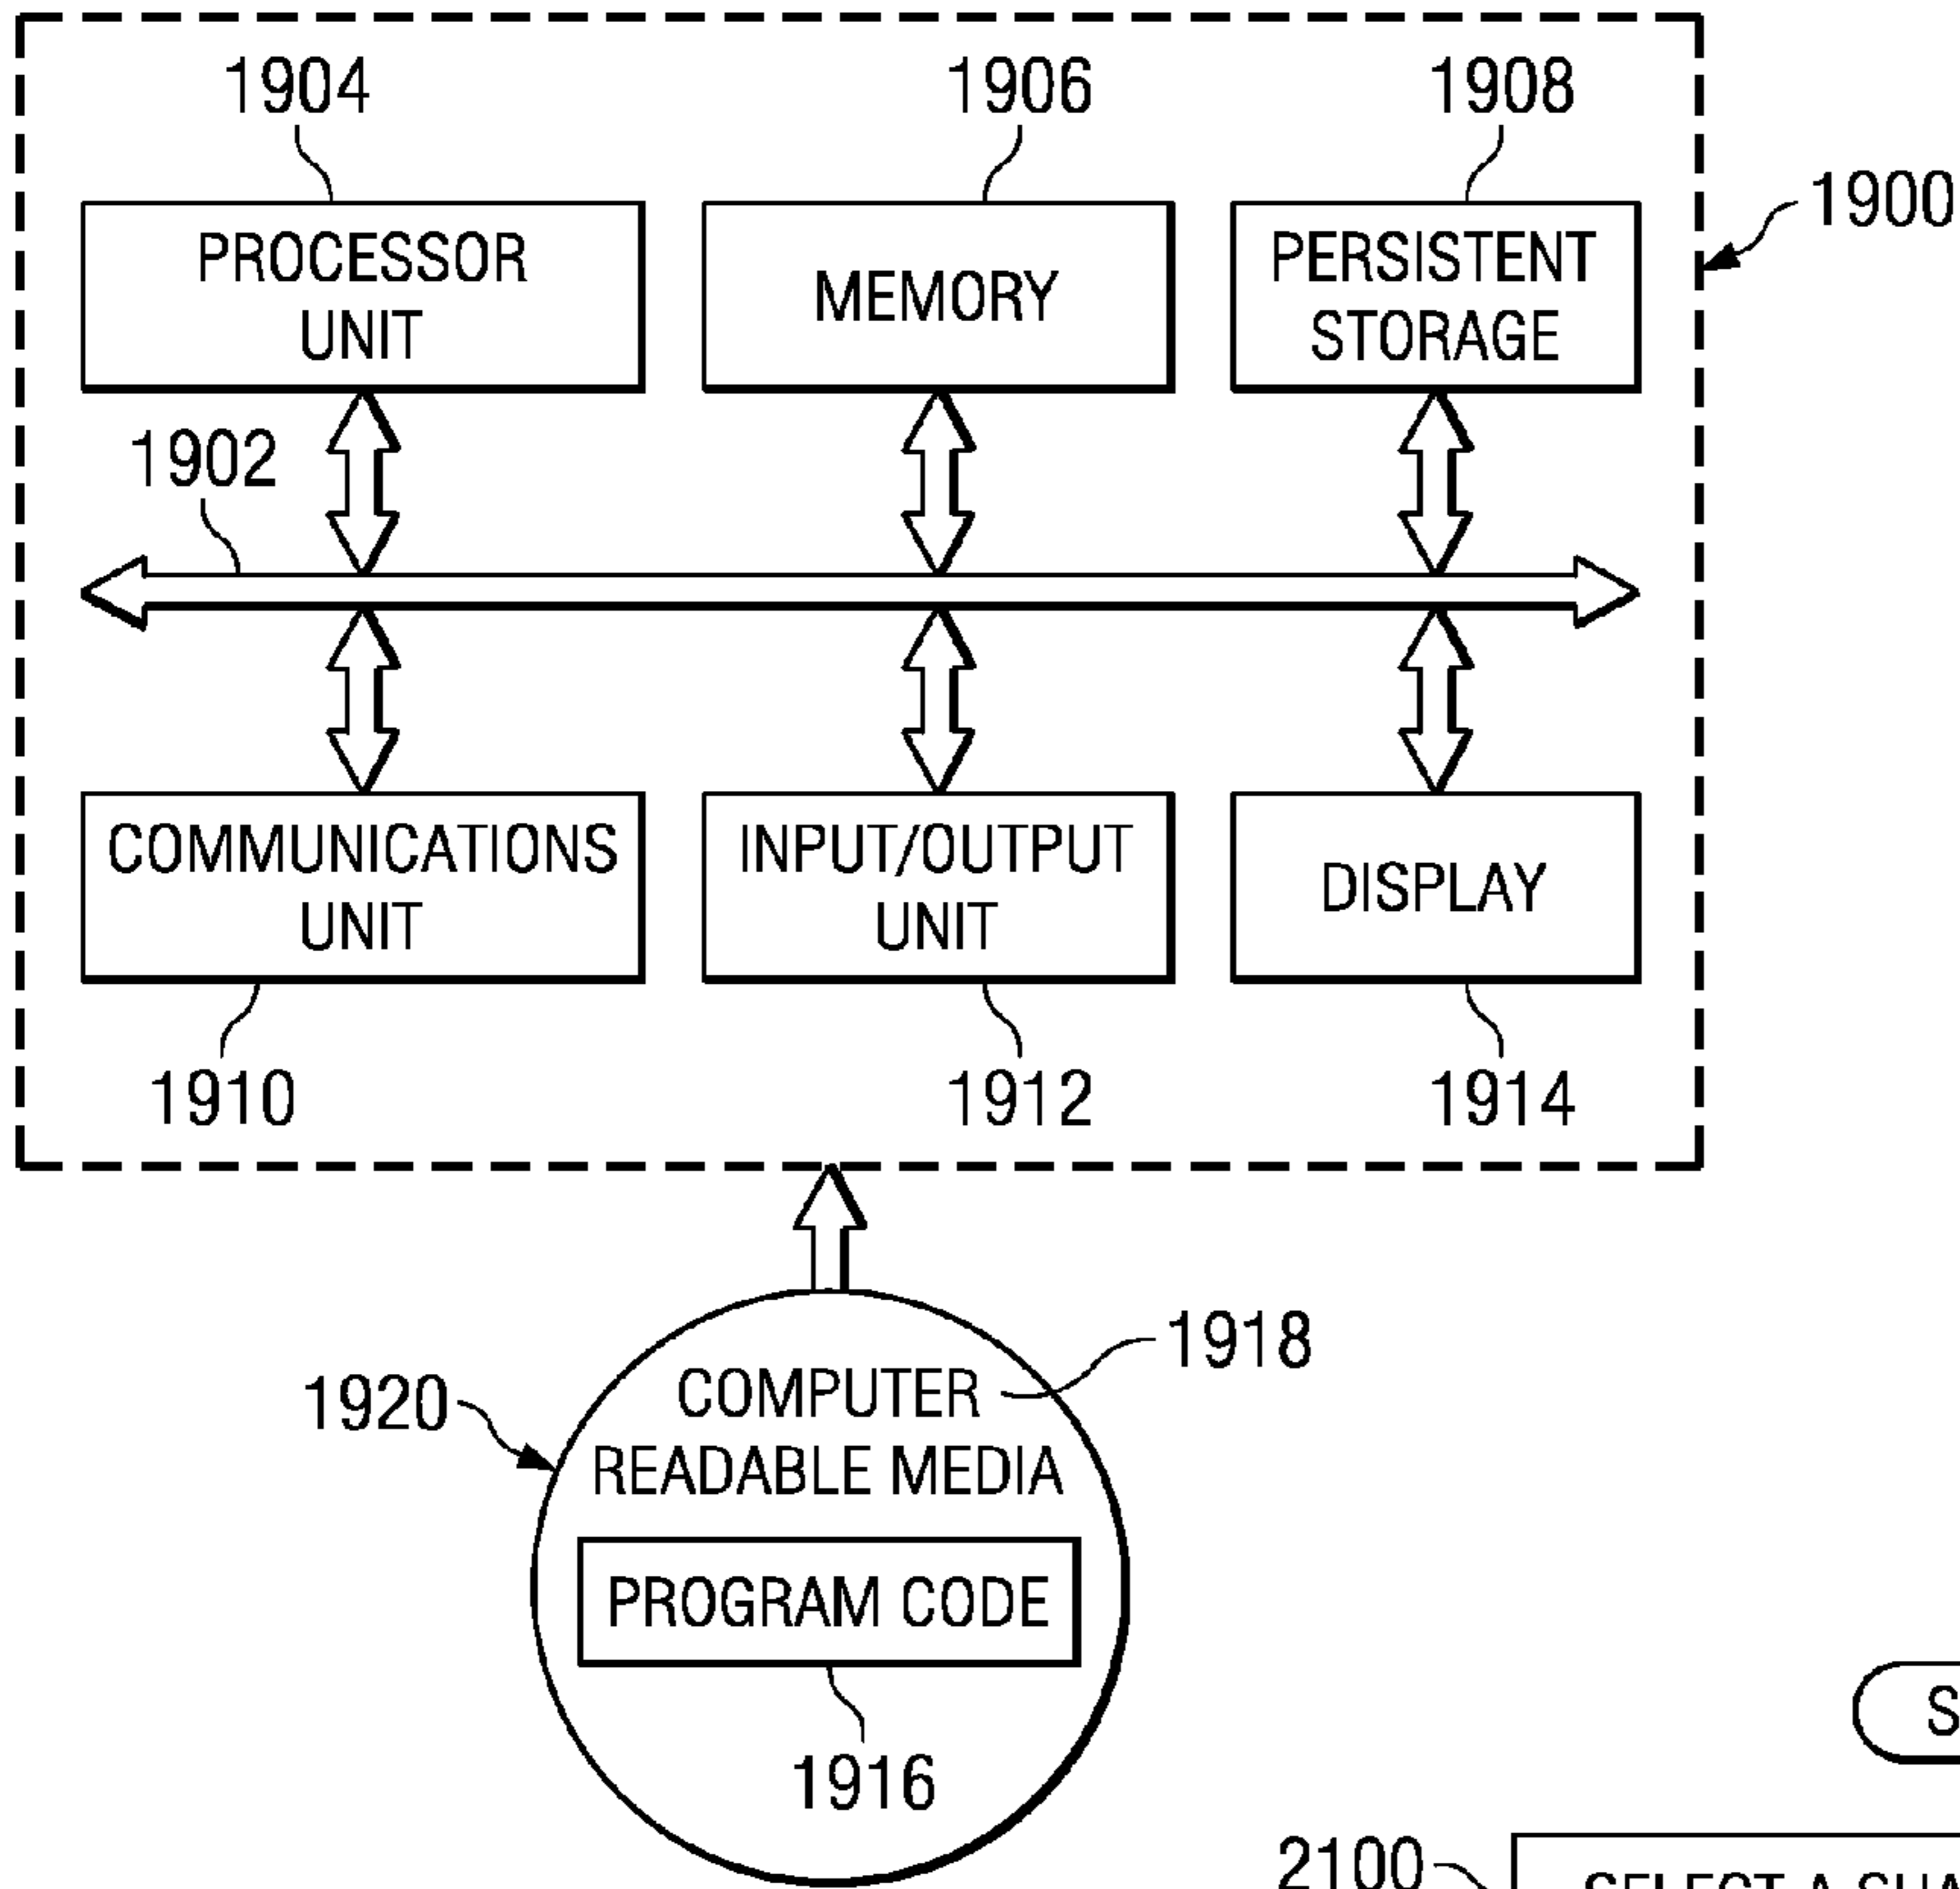 1904
1906
1908
1900
PROCESSOR
UNIT
MEMORY
PERSISTENT
STORAGE
1902
COMMUNICATIONS
UNIT
INPUT/OUTPUT
UNIT
DISPLAY
1910
1912
1914
1918
1920
COMPUTER
READABLE MEDIA
PROGRAM CODE
1916
2100
SELECT A